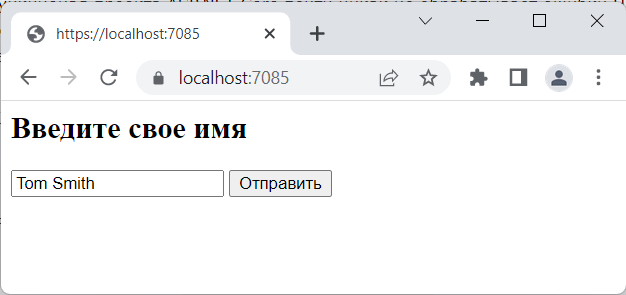 https://localhost:7085
localhost:7085
Введите свое имя
Tom Smith
Отправить